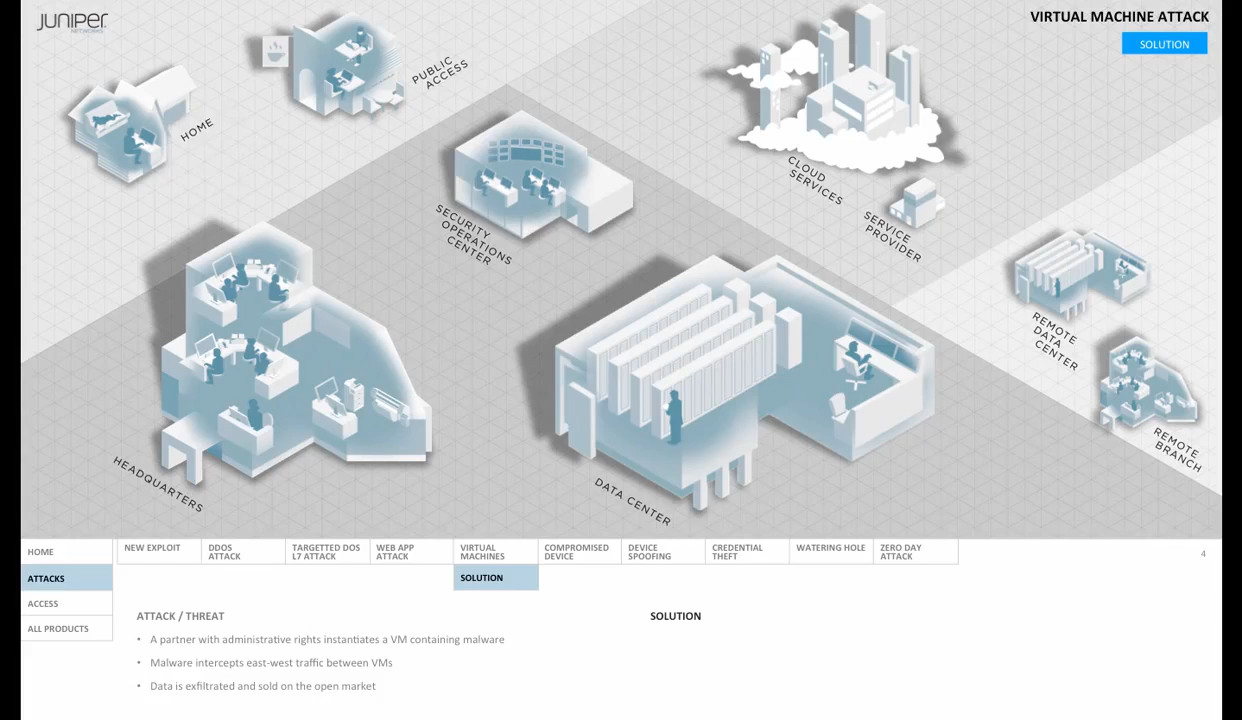 JUNIPER
NETWORKS
VIRTUAL MACHINE ATTACK
SOLUTION
PUBLIC
ACCESS
HOME
CLOUD
SERVICES
SERVICE
PROVIDER
SECURITY
OPERATIONS
CENTER
REMOTE
DATA
CENTER
REMOTE
BRANCH
HEADQUARTERS
DATA CENTER
HOME
NEW EXPLOIT
DDOS
ATTACK
TARGETTED DOS
L7 ATTACK
WEB APP
ATTACK
VIRTUAL
MACHINES
COMPROMISED
DEVICE
DEVICE
SPOOFING
CREDENTIAL
THEFT
WATERING HOLE
ZERO DAY
ATTACK
4
ATTACKS
SOLUTION
ACCESS
ALL PRODUCTS
ATTACK / THREAT
• A partner with administrative rights instantiates a VM containing malware
• Malware intercepts east-west traffic between VMs
• Data is exfiltrated and sold on the open market
SOLUTION